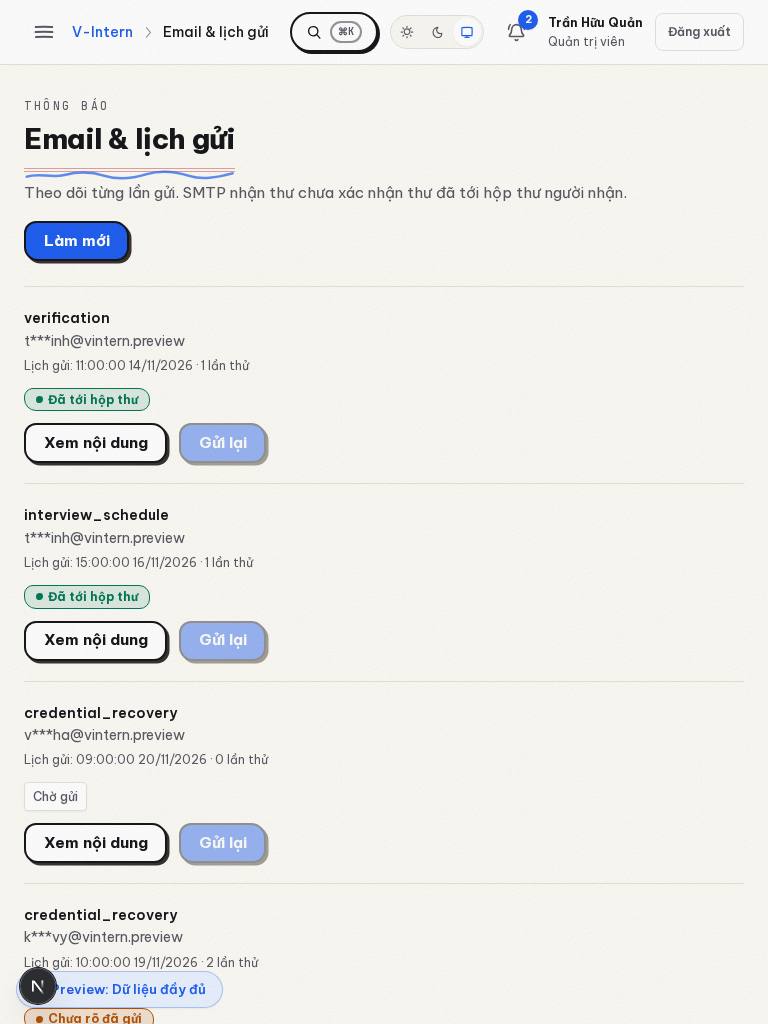 V-Intern > Email & lịch gửi ⌘K 2 Trần Hữu Quản Đăng xuất
Quản trị viên
THÔNG BÁO
Email & lịch gửi
Theo dõi từng lần gửi. SMTP nhận thư chưa xác nhận thư đã tới hộp thư người nhận.
Làm mới
verification
t***inh@vintern.preview
Lịch gửi: 11:00:00 14/11/2026 · 1 lần thử
Đã tới hộp thư
Xem nội dung Gửi lại
interview_schedule
t***inh@vintern.preview
Lịch gửi: 15:00:00 16/11/2026 · 1 lần thử
Đã tới hộp thư
Xem nội dung Gửi lại
credential_recovery
v***ha@vintern.preview
Lịch gửi: 09:00:00 20/11/2026 · 0 lần thử
Chờ gửi
Xem nội dung Gửi lại
credential_recovery
k***vy@vintern.preview
Lịch gửi: 10:00:00 19/11/2026 · 2 lần thử
N Preview: Dữ liệu đầy đủ
Chưa rõ đã gửi